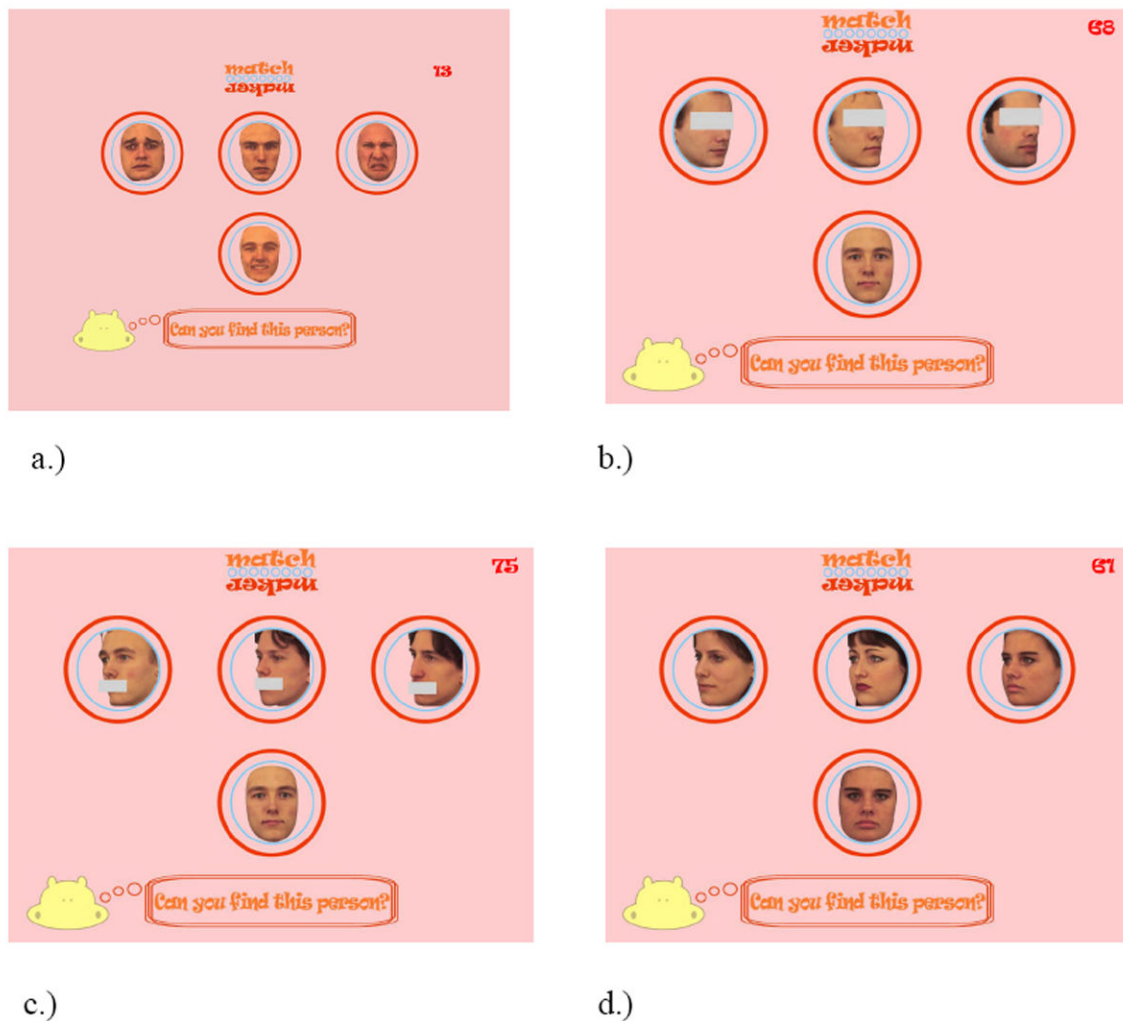 match
maker
13
Can you find this person?
a.)
match
maker
68
Can you find this person?
b.)
match
maker
75
Can you find this person?
c.)
match
maker
67
Can you find this person?
d.)